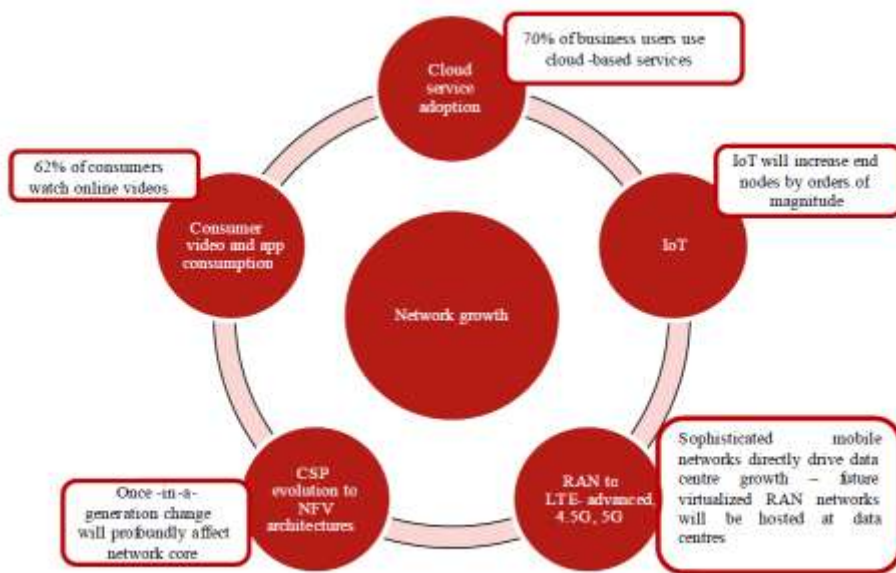 70% of business users use
cloud -based services
Cloud
service
adoption
62% of consumers
watch online videos
IoT will increase end
nodes by orders of
magnitude
Consumer
video and app
consumption
IoT
Network growth
CSP
evolution to
NFV
architectures
Once -in-a-
generation change
will profoundly affect
network core
RAN to
LTE- advanced,
4.5G, 5G
Sophisticated mobile
networks directly drive data
centre growth – future
virtualized RAN networks
will be hosted at data
centres